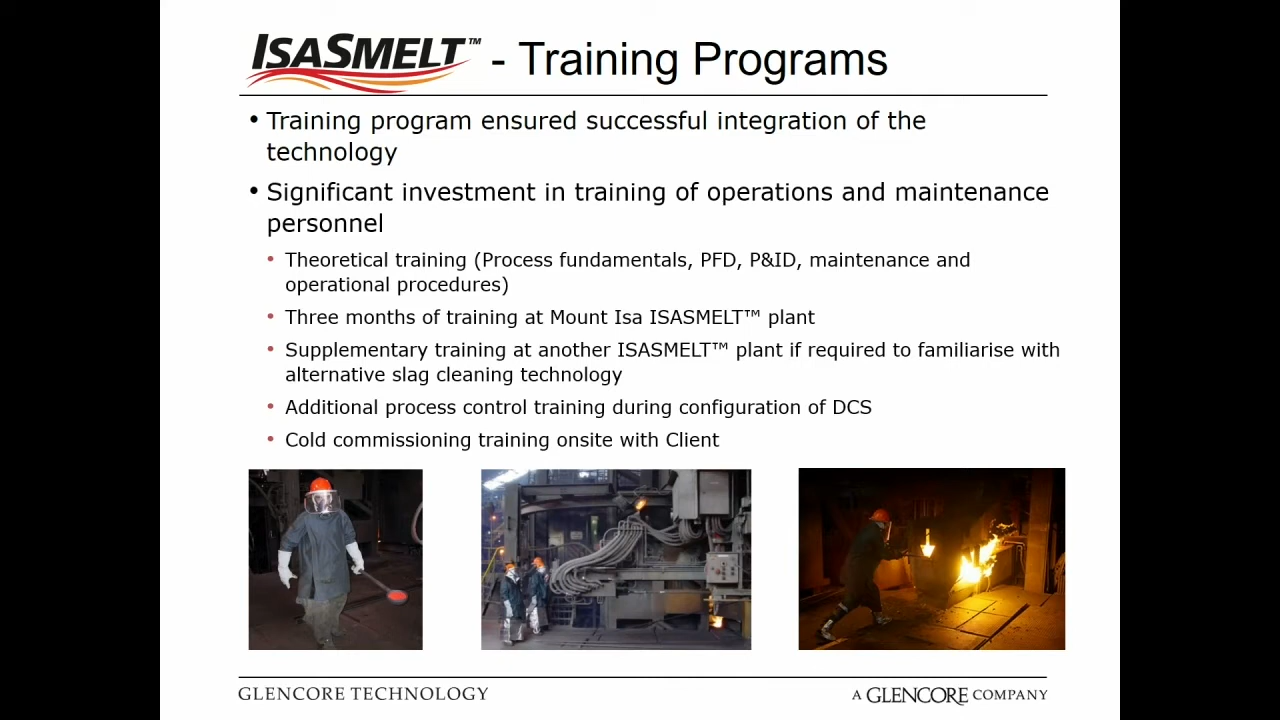 ISASMELT™ - Training Programs
• Training program ensured successful integration of the
technology
• Significant investment in training of operations and maintenance
personnel
• Theoretical training (Process fundamentals, PFD, P&ID, maintenance and
operational procedures)
• Three months of training at Mount Isa ISASMELT™ plant
• Supplementary training at another ISASMELT™ plant if required to familiarise with
alternative slag cleaning technology
• Additional process control training during configuration of DCS
• Cold commissioning training onsite with Client
GLENCORE TECHNOLOGY
A GLENCORE COMPANY